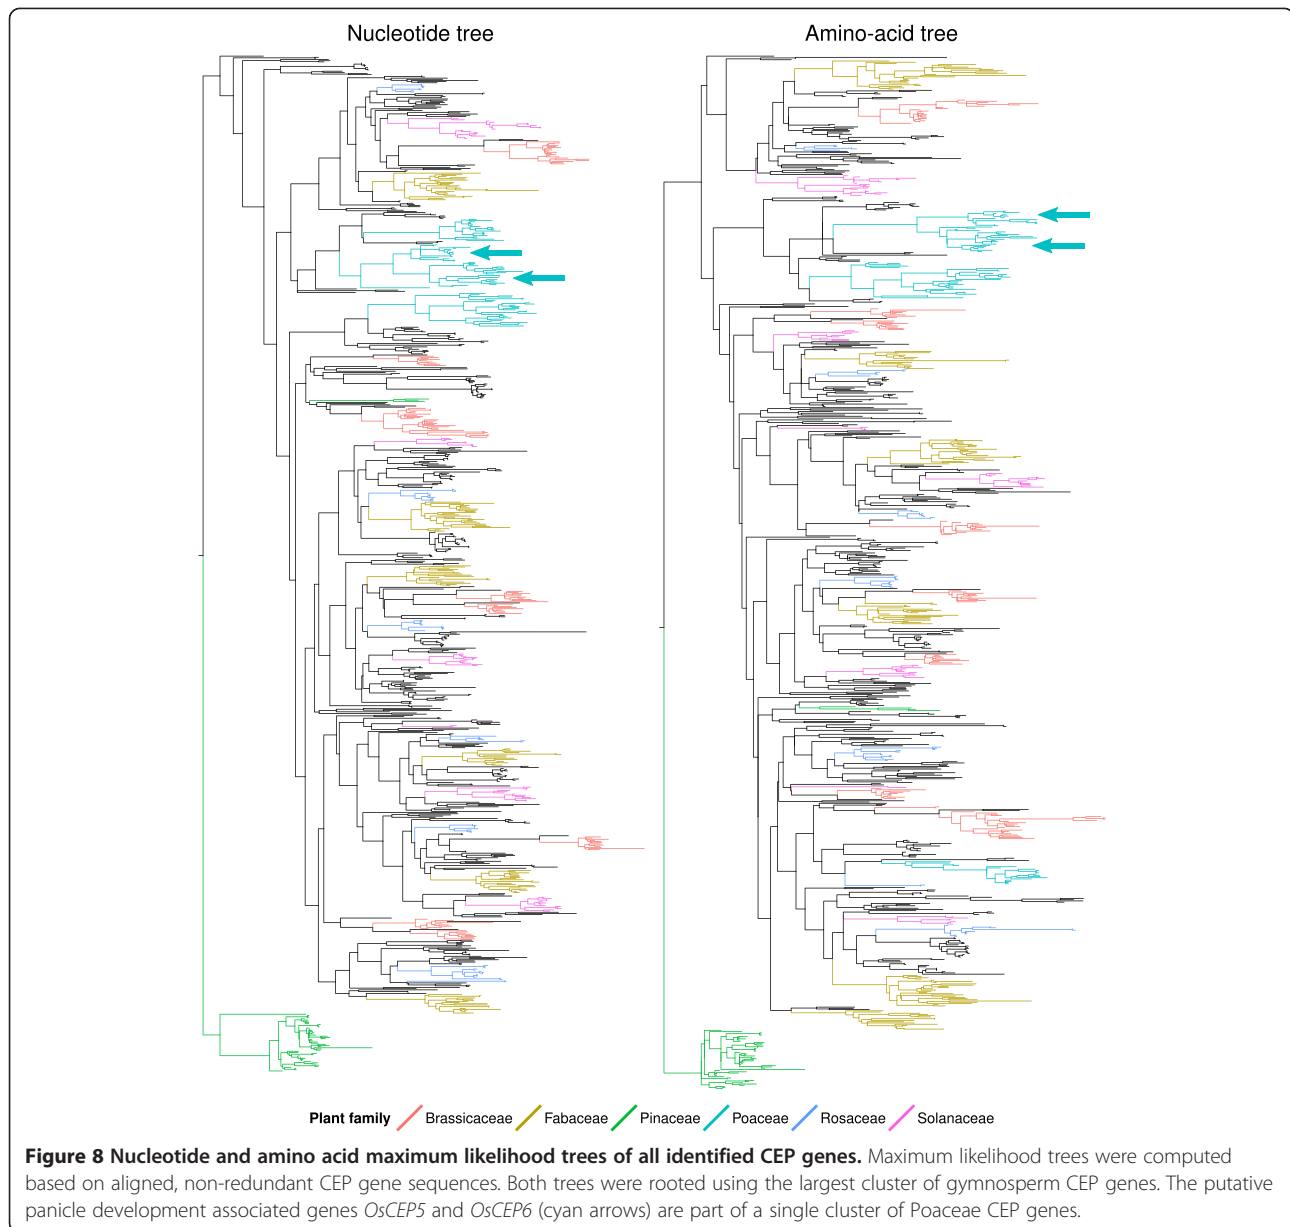 Nucleotide tree
Amino-acid tree
Plant family Brassicaceae Fabaceae Pinaceae Poaceae Rosaceae Solanaceae
Figure 8 Nucleotide and amino acid maximum likelihood trees of all identified CEP genes. Maximum likelihood trees were computed
based on aligned, non-redundant CEP gene sequences. Both trees were rooted using the largest cluster of gymnosperm CEP genes. The putative
panicle development associated genes OsCEP5 and OsCEP6 (cyan arrows) are part of a single cluster of Poaceae CEP genes.